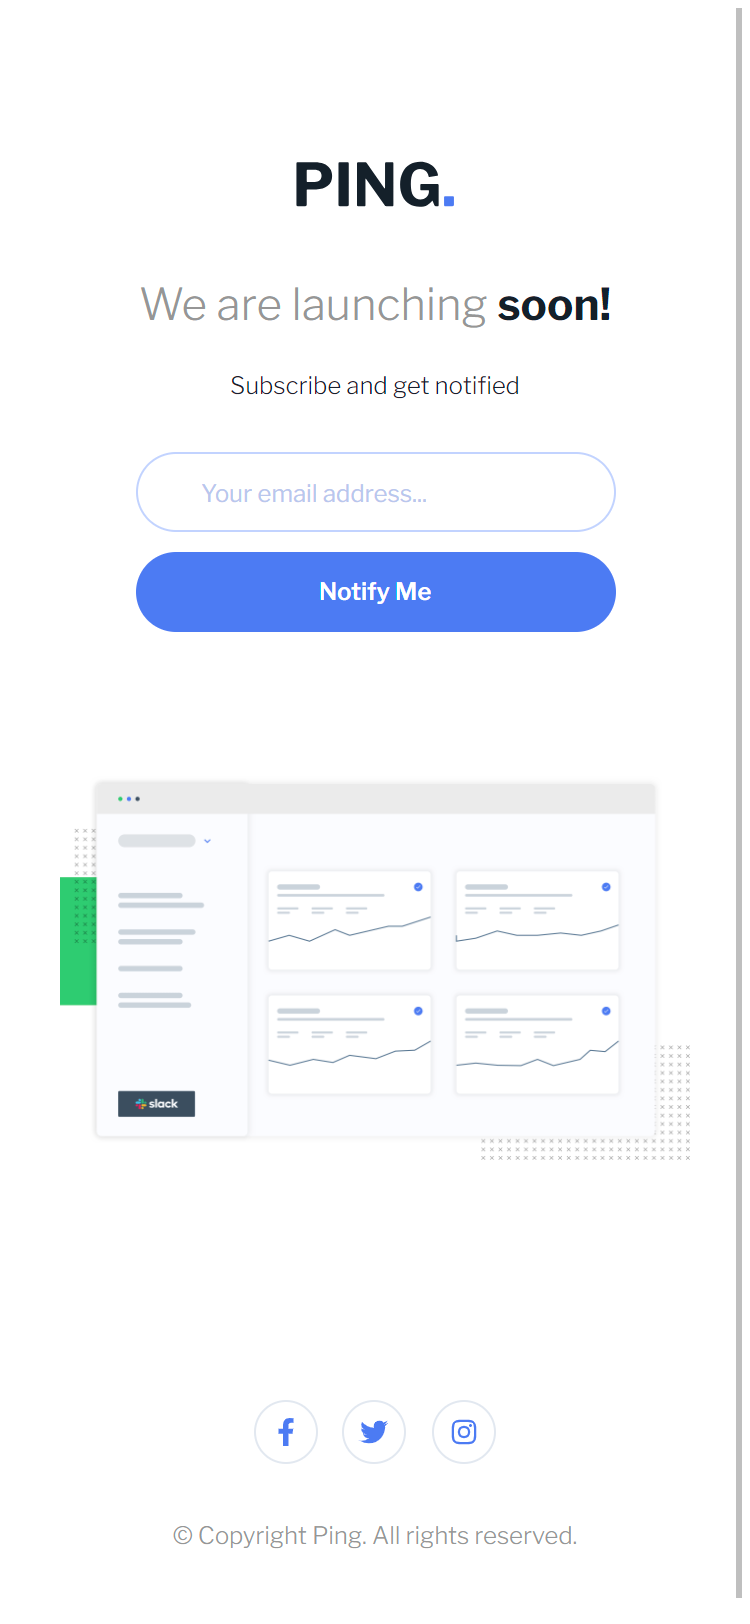 PING.
We are launching soon!
Subscribe and get notified
Your email address...
Notify Me
slack
© Copyright Ping. All rights reserved.